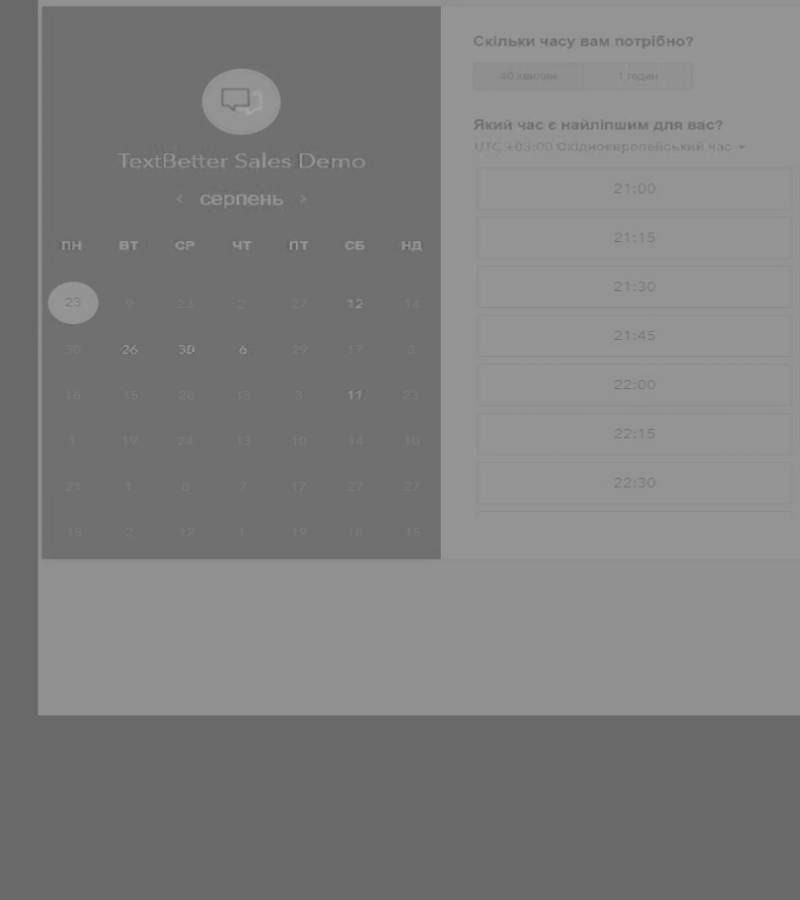 TextBetter Sales Demo
‹ серпень ›
ПН ВТ СР ЧТ ПТ СБ НД
23 9 23 2 27 12 14
30 26 30 6 29 17 8
16 15 28 13 3 11 23
1 19 24 13 10 14 10
21 1 8 7 17 27 27
15 2 12 1 19 18 15
Скільки часу вам потрібно?
40 хвилин 1 годин
Який час є найліпшим для вас?
UTC +03:00 Східноєвропейський час
21:00
21:15
21:30
21:45
22:00
22:15
22:30